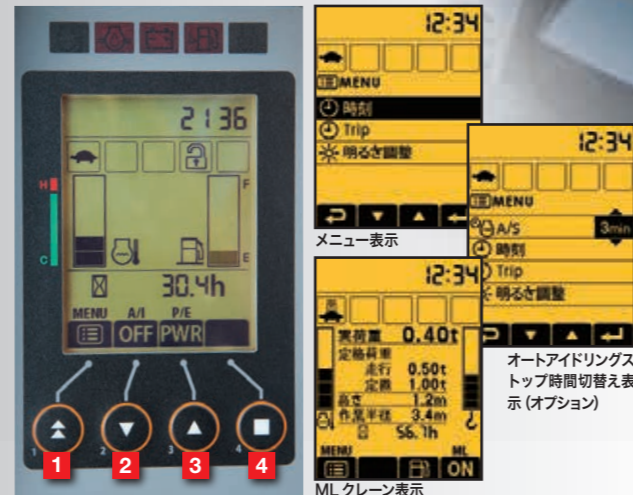 21:36
H
F
C
E
30.4h
MENU A/I P/E
OFF PWR
1 2 3 4
1 2 3 4
12:34
MENU
時刻
Trip
明るさ調整
メニュー表示
12:34
MENU
A/S 3min
時刻
Trip
明るさ調整
オートアイドリングス
トップ時間切替え表
示（オプション）
12:34
実荷重 0.40t
定格荷重
走行 0.50t
定置 1.00t
高さ 1.2m
作業半径 3.4m
56.1h
MENU ML
ON
MLクレーン表示